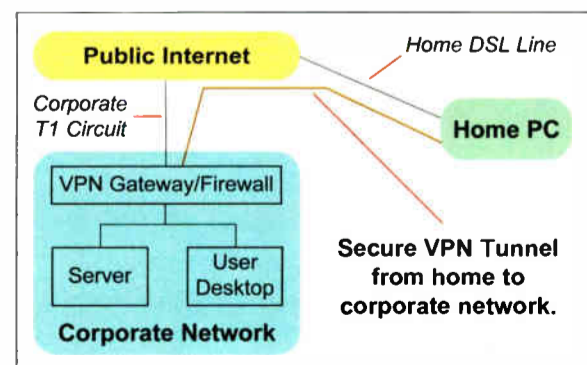 Public Internet
Home DSL Line
Corporate
T1 Circuit
Home PC
VPN Gateway/Firewall
Server
User
Desktop
Secure VPN Tunnel
from home to
corporate network.
Corporate Network